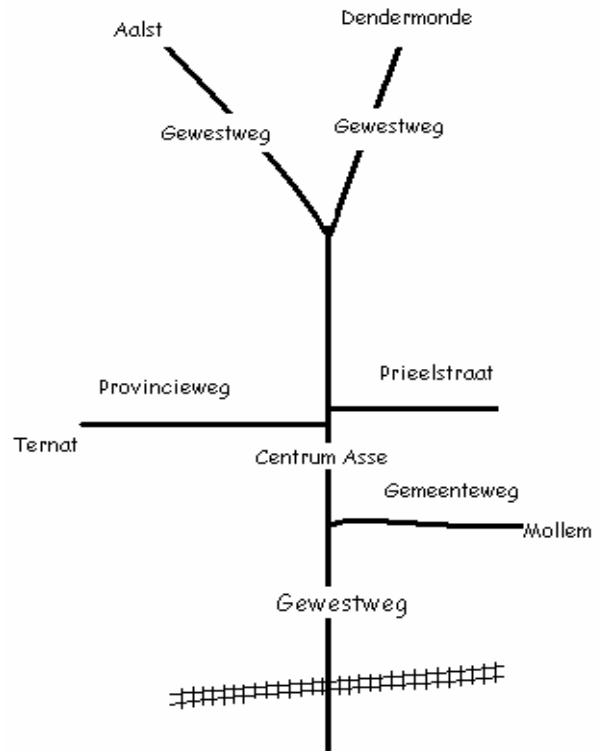 Dendermonde
Aalst
Gewestweg
Gewestweg
Prieelstraat
Provincieweg
Ternat
Centrum Asse
Gemeenteweg
Mollem
Gewestweg